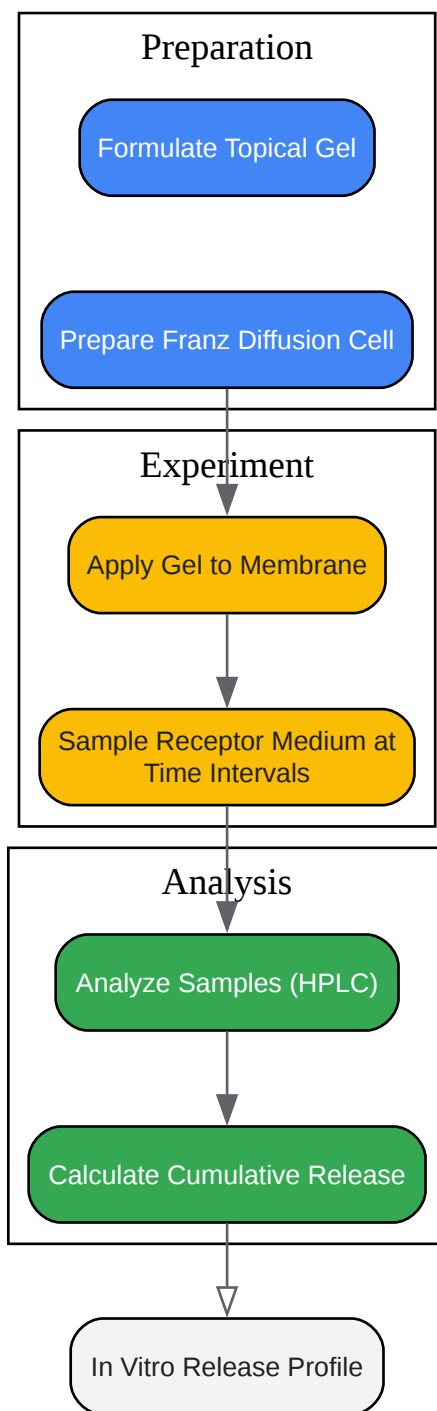 Preparation
Formulate Topical Gel
Prepare Franz Diffusion Cell
Experiment
Apply Gel to Membrane
Sample Receptor Medium at
Time Intervals
Analysis
Analyze Samples (HPLC)
Calculate Cumulative Release
In Vitro Release Profile